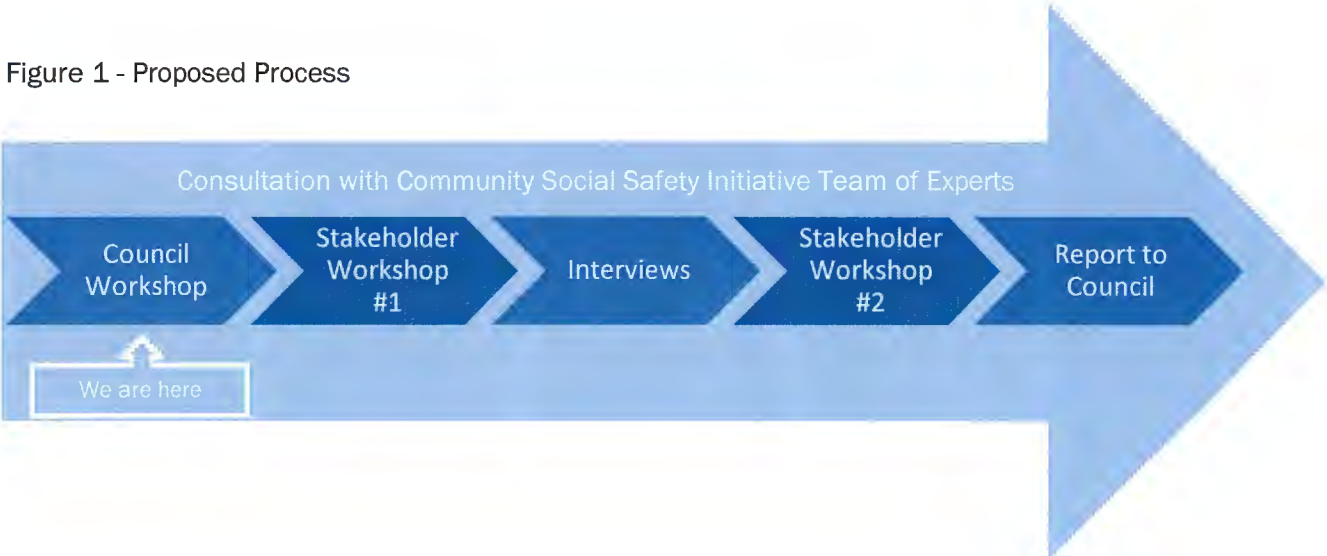 Figure 1 - Proposed Process
Consultation with Community Social Safety Initiative Team of Experts
Council
Workshop
Stakeholder
Workshop
#1
Interviews
Stakeholder
Workshop
#2
Report to
Council
We are here